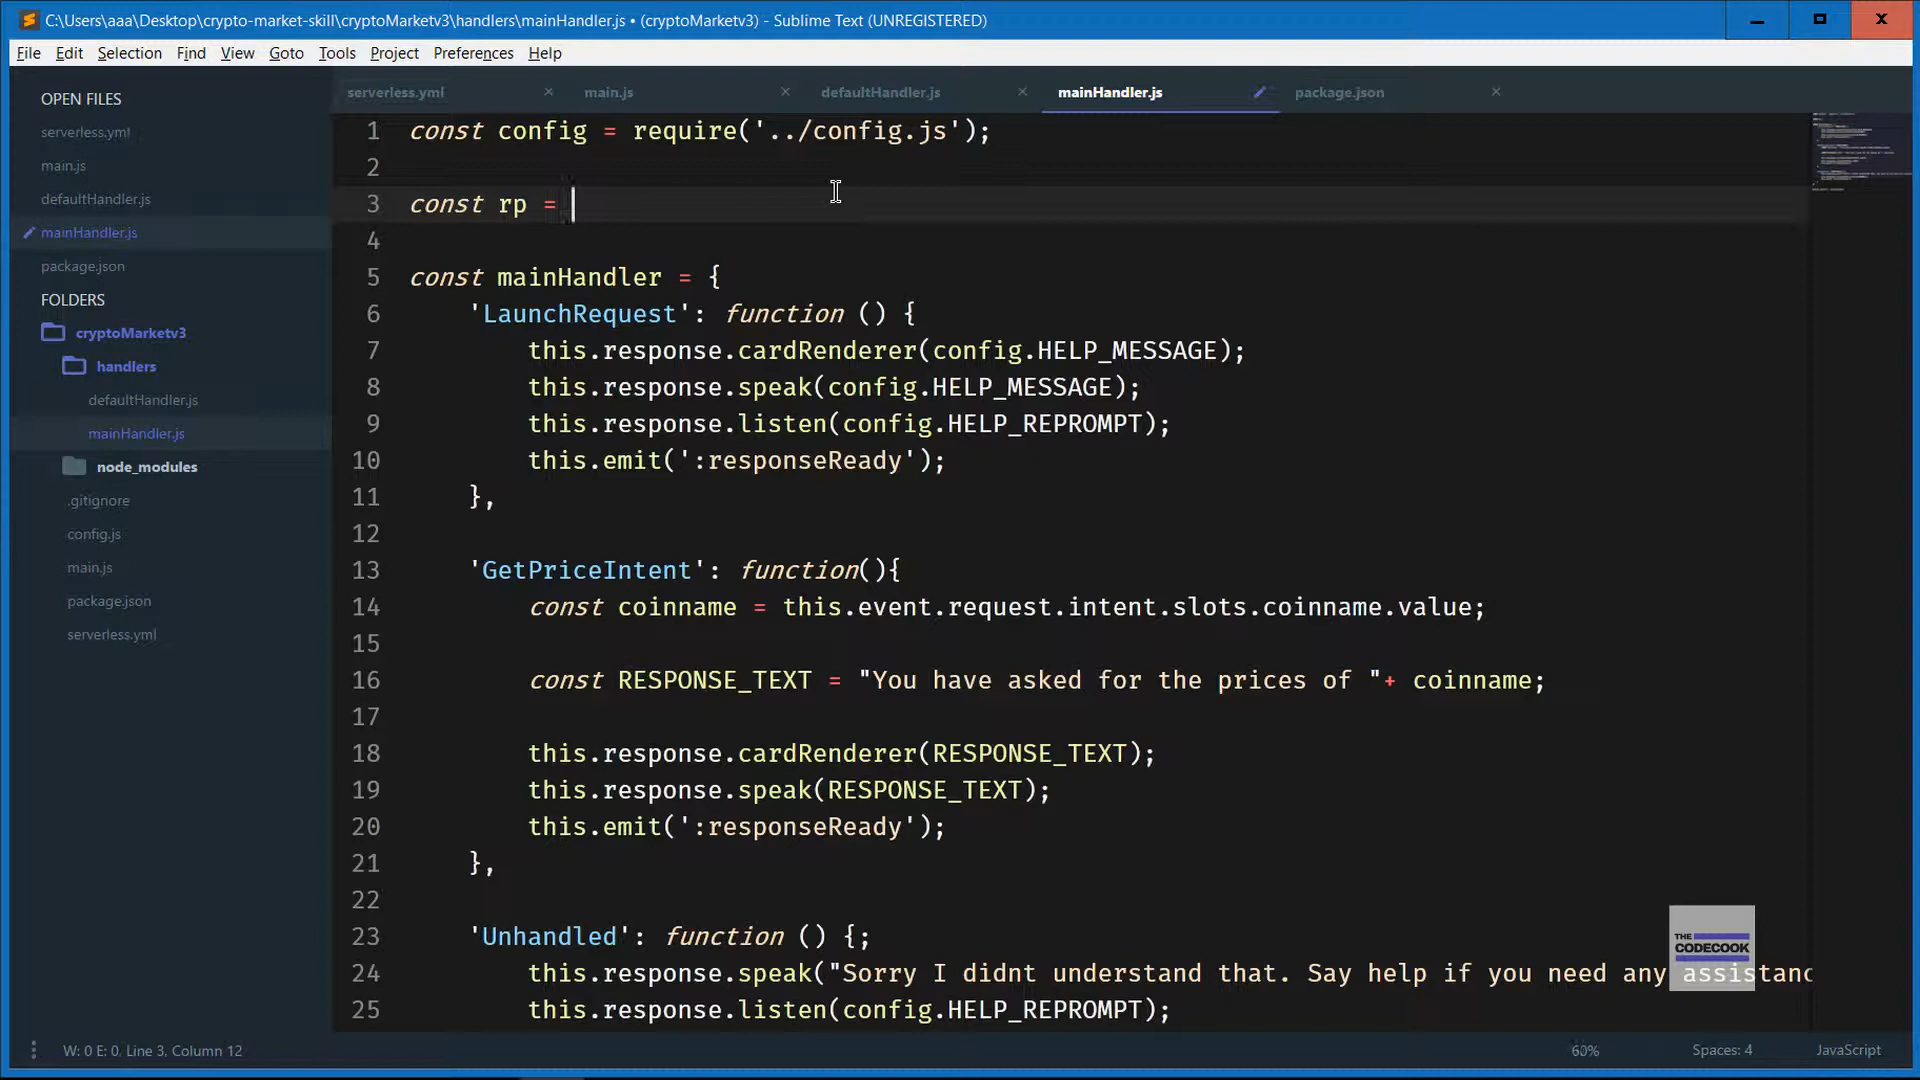 C:\Users\aaa\Desktop\crypto-market-skill\cryptoMarketv3\handlers\mainHandler.js • (cryptoMarketv3) - Sublime Text (UNREGISTERED)
File Edit Selection Find View Goto Tools Project Preferences Help
OPEN FILES
serverless.yml
main.js
defaultHandler.js
mainHandler.js
package.json
FOLDERS
cryptoMarketv3
handlers
defaultHandler.js
mainHandler.js
node_modules
.gitignore
config.js
main.js
package.json
serverless.yml
serverless.yml main.js defaultHandler.js mainHandler.js package.json
1 const config = require('../config.js');
2
3 const rp =
4
5 const mainHandler = {
6 'LaunchRequest': function () {
7 this.response.cardRenderer(config.HELP_MESSAGE);
8 this.response.speak(config.HELP_MESSAGE);
9 this.response.listen(config.HELP_REPROMPT);
10 this.emit(':responseReady');
11 },
12
13 'GetPriceIntent': function(){
14 const coinname = this.event.request.intent.slots.coinname.value;
15
16 const RESPONSE_TEXT = "You have asked for the prices of "+ coinname;
17
18 this.response.cardRenderer(RESPONSE_TEXT);
19 this.response.speak(RESPONSE_TEXT);
20 this.emit(':responseReady');
21 },
22
23 'Unhandled': function () {;
24 this.response.speak("Sorry I didnt understand that. Say help if you need any assistanc
25 this.response.listen(config.HELP_REPROMPT);
THE
CODECOOK
W: 0 E: 0, Line 3, Column 12
60%
Spaces: 4
JavaScript